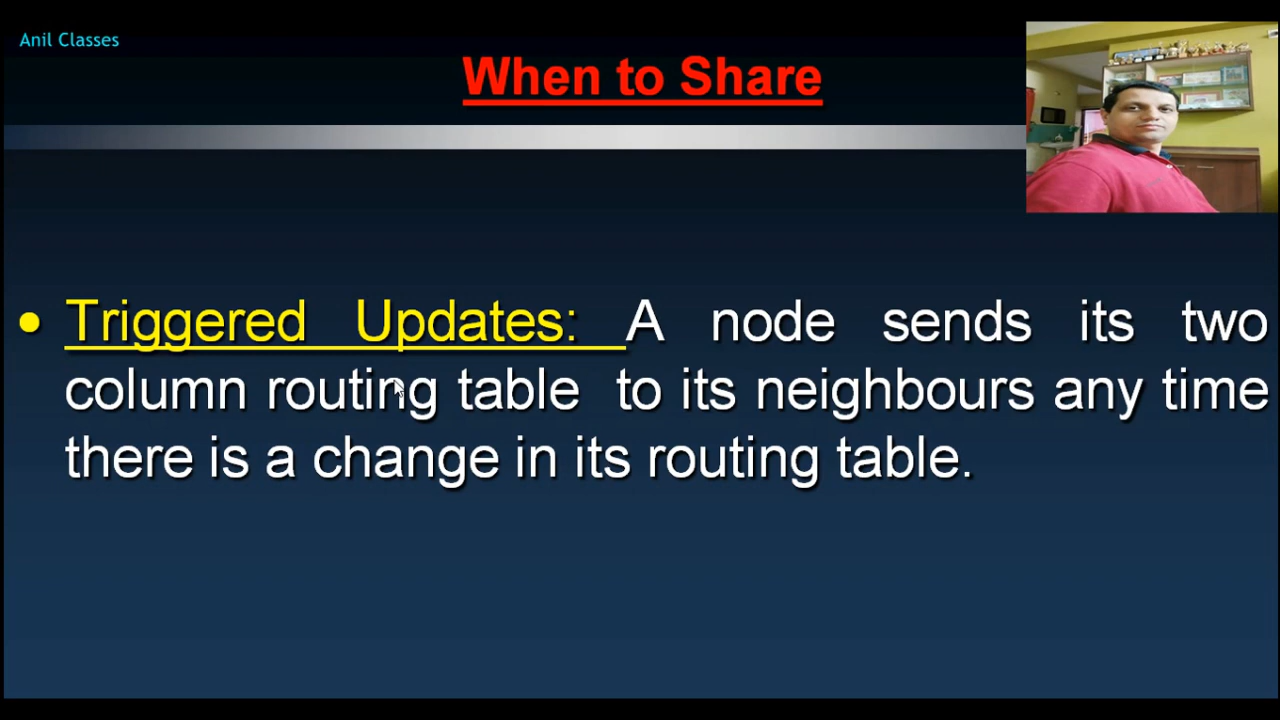 Anil Classes
When to Share
• Triggered Updates: A node sends its two
column routing table to its neighbours any time
there is a change in its routing table.